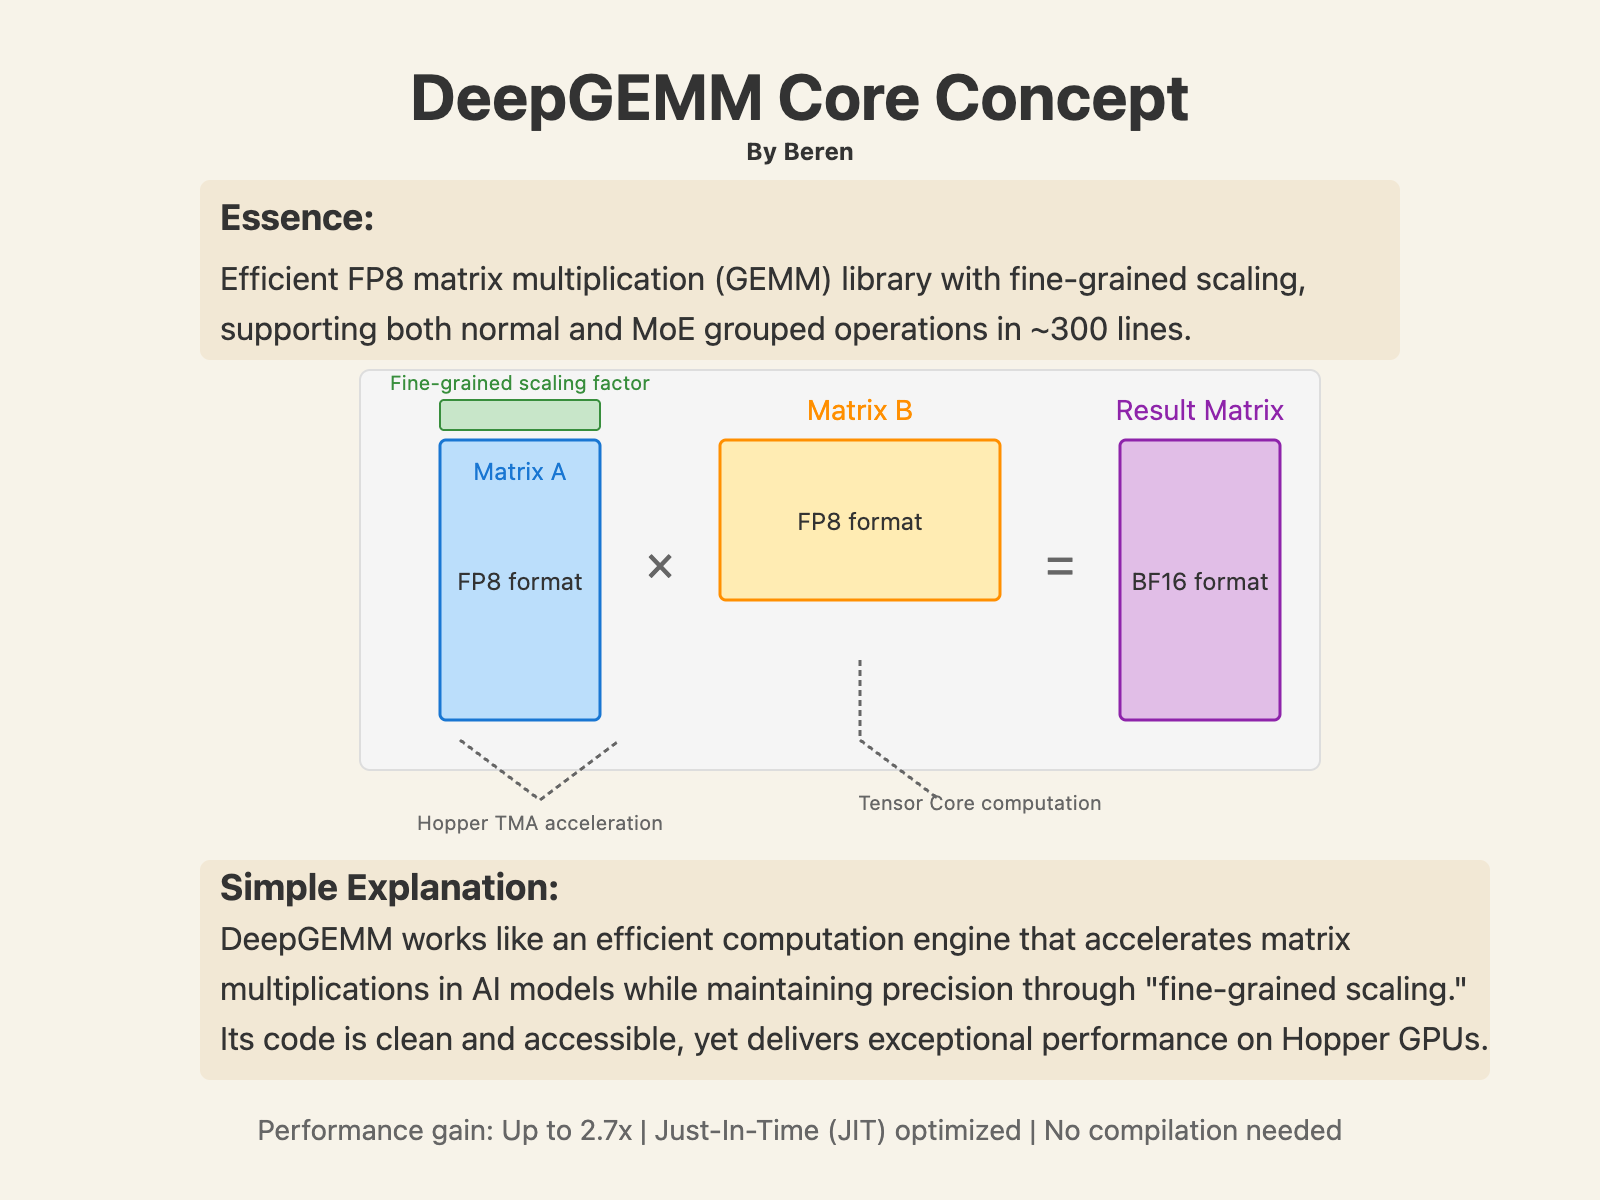 DeepGEMM Core Concept
By Beren
Essence:
Efficient FP8 matrix multiplication (GEMM) library with fine-grained scaling,
supporting both normal and MoE grouped operations in ~300 lines.
Fine-grained scaling factor
Matrix A
FP8 format
×
Matrix B
FP8 format
=
Result Matrix
BF16 format
Hopper TMA acceleration
Tensor Core computation
Simple Explanation:
DeepGEMM works like an efficient computation engine that accelerates matrix
multiplications in AI models while maintaining precision through "fine-grained scaling."
Its code is clean and accessible, yet delivers exceptional performance on Hopper GPUs.
Performance gain: Up to 2.7x | Just-In-Time (JIT) optimized | No compilation needed